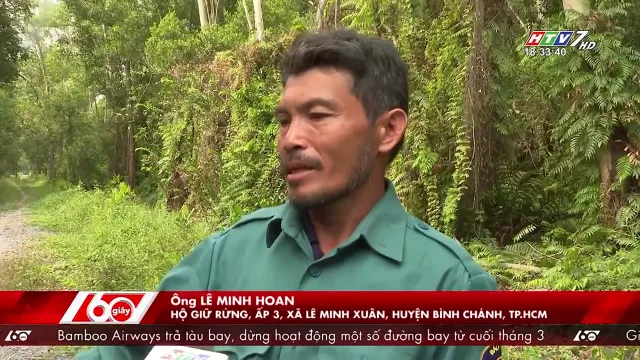 HTV7 HD
18:33:40
60 giây
Ông LÊ MINH HOAN
HỘ GIỮ RỪNG, ẤP 3, XÃ LÊ MINH XUÂN, HUYỆN BÌNH CHÁNH, TP.HCM
60 Bamboo Airways trả tàu bay, dừng hoạt động một số đường bay từ cuối tháng 3 60